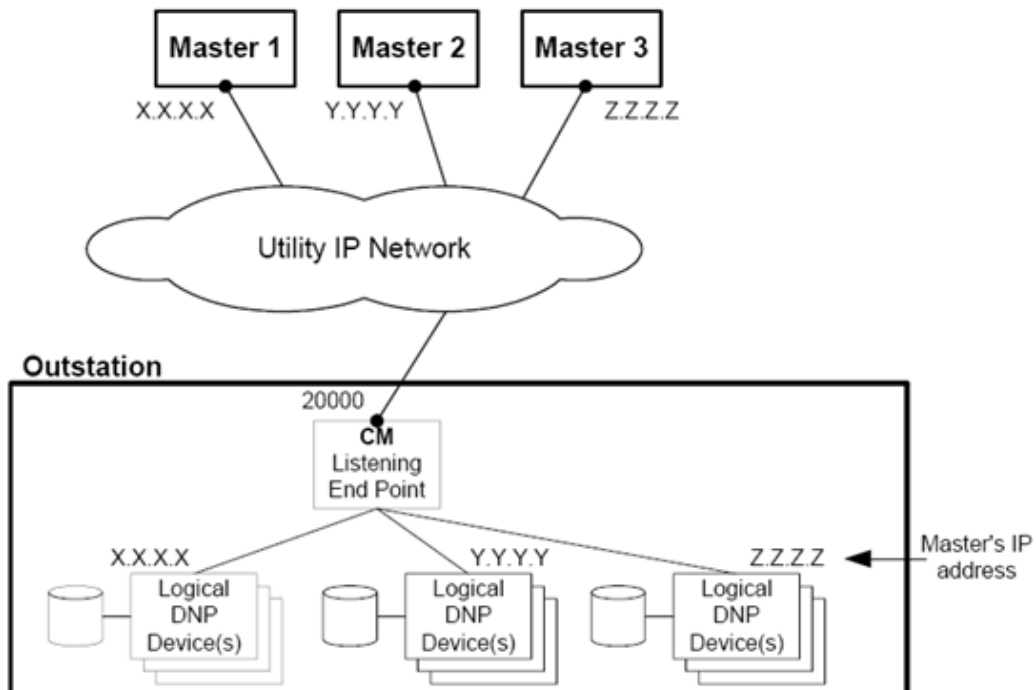 Master 1
Master 2
Master 3
X.X.X.X
Y.Y.Y.Y
Z.Z.Z.Z
Utility IP Network
Outstation
20000
CM
Listening
End Point
X.X.X.X
Y.Y.Y.Y
Z.Z.Z.Z
Master's IP
address
Logical
DNP
Device(s)
Logical
DNP
Device(s)
Logical
DNP
Device(s)